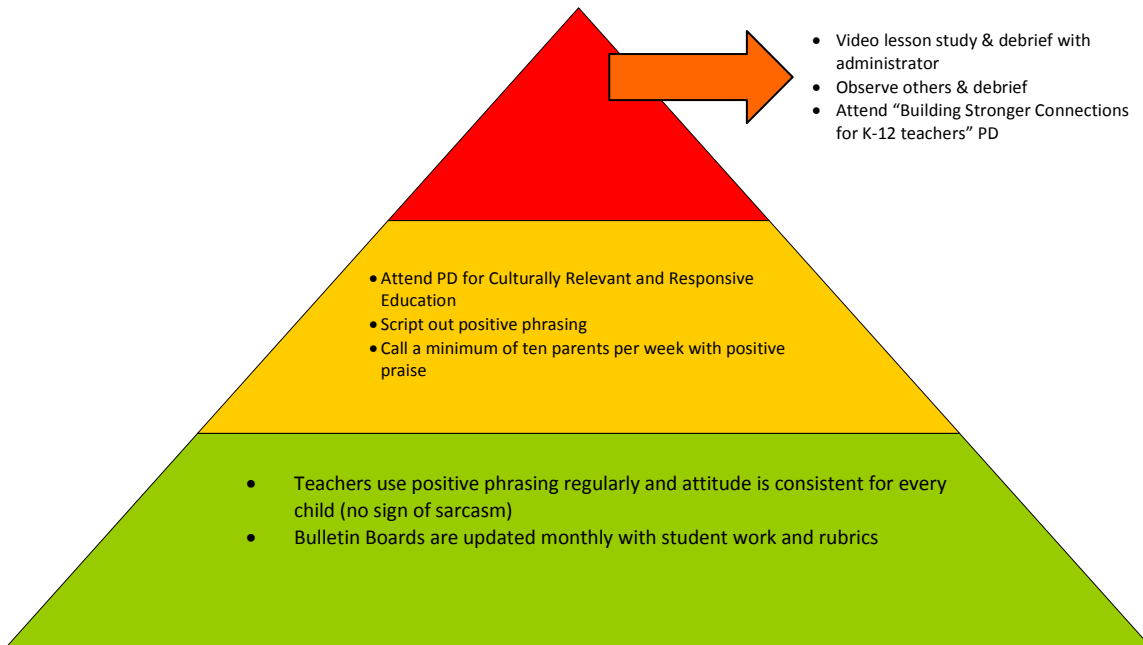 • Video lesson study & debrief with
administrator
• Observe others & debrief
• Attend “Building Stronger Connections
for K-12 teachers” PD
• Attend PD for Culturally Relevant and Responsive
Education
• Script out positive phrasing
• Call a minimum of ten parents per week with positive
praise
• Teachers use positive phrasing regularly and attitude is consistent for every
child (no sign of sarcasm)
• Bulletin Boards are updated monthly with student work and rubrics